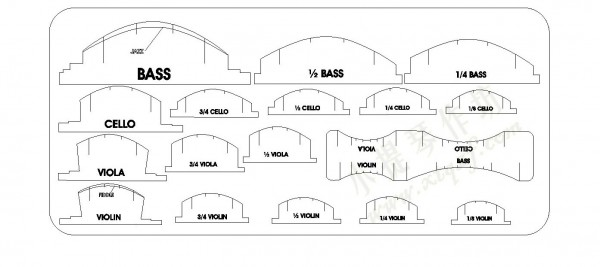 JAZZ
BASS
½ BASS
1/4 BASS
CELLO
3/4 CELLO
½ CELLO
1/4 CELLO
1/8 CELLO
VIOLA
3/4 VIOLA
½ VIOLA
VIOLA
VIOLIN
CELLO
BASS
VIOLIN
3/4 VIOLIN
½ VIOLIN
1/4 VIOLIN
1/8 VIOLIN